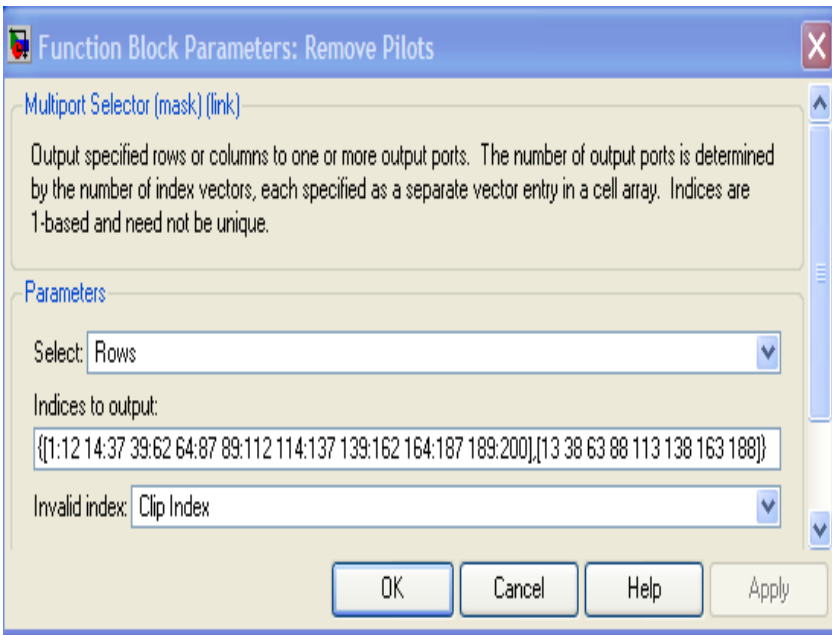 Function Block Parameters: Remove Pilots
Multiport Selector (mask) (link)
Output specified rows or columns to one or more output ports. The number of output ports is determined
by the number of index vectors, each specified as a separate vector entry in a cell array. Indices are
1-based and need not be unique.
Parameters
Select: Rows
Indices to output:
{[1:12 14:37 39:62 64:87 89:112 114:137 139:162 164:187 189:200],[13 38 63 88 113 138 163 188]}
Invalid index: Clip Index
OK Cancel Help Apply